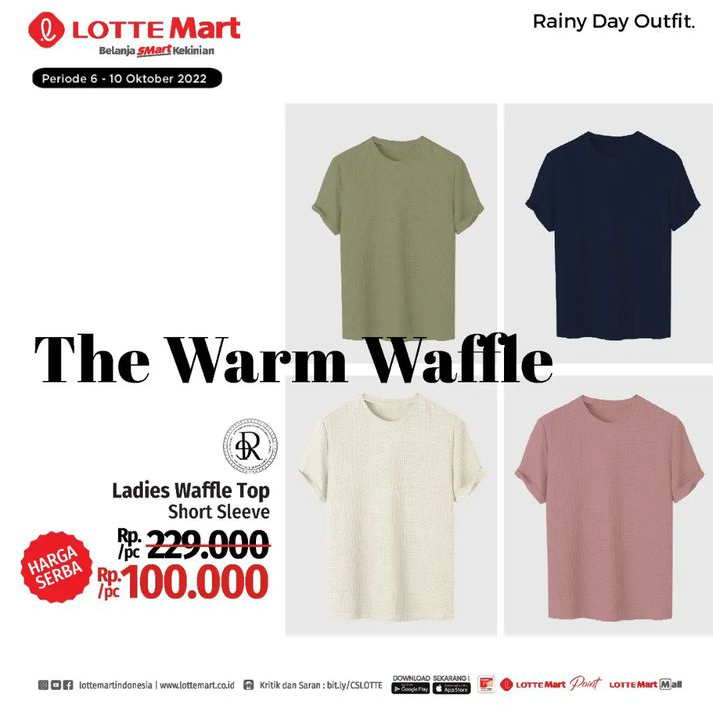 LOTTE Mart
Belanja SMart Kekinian
Rainy Day Outfit.
Periode 6 - 10 Oktober 2022
The Warm Waffle
Ladies Waffle Top
Short Sleeve
Rp. /pc 229.000
HARGA SERBA
Rp. /pc 100.000
lottemartindonesia | www.lottemart.co.id
Kritik dan Saran : bit.ly/CSLOTTE
DOWNLOAD SEKARANG !
Google Play
App Store
LOTTE Mart Point
LOTTE Mart Mall